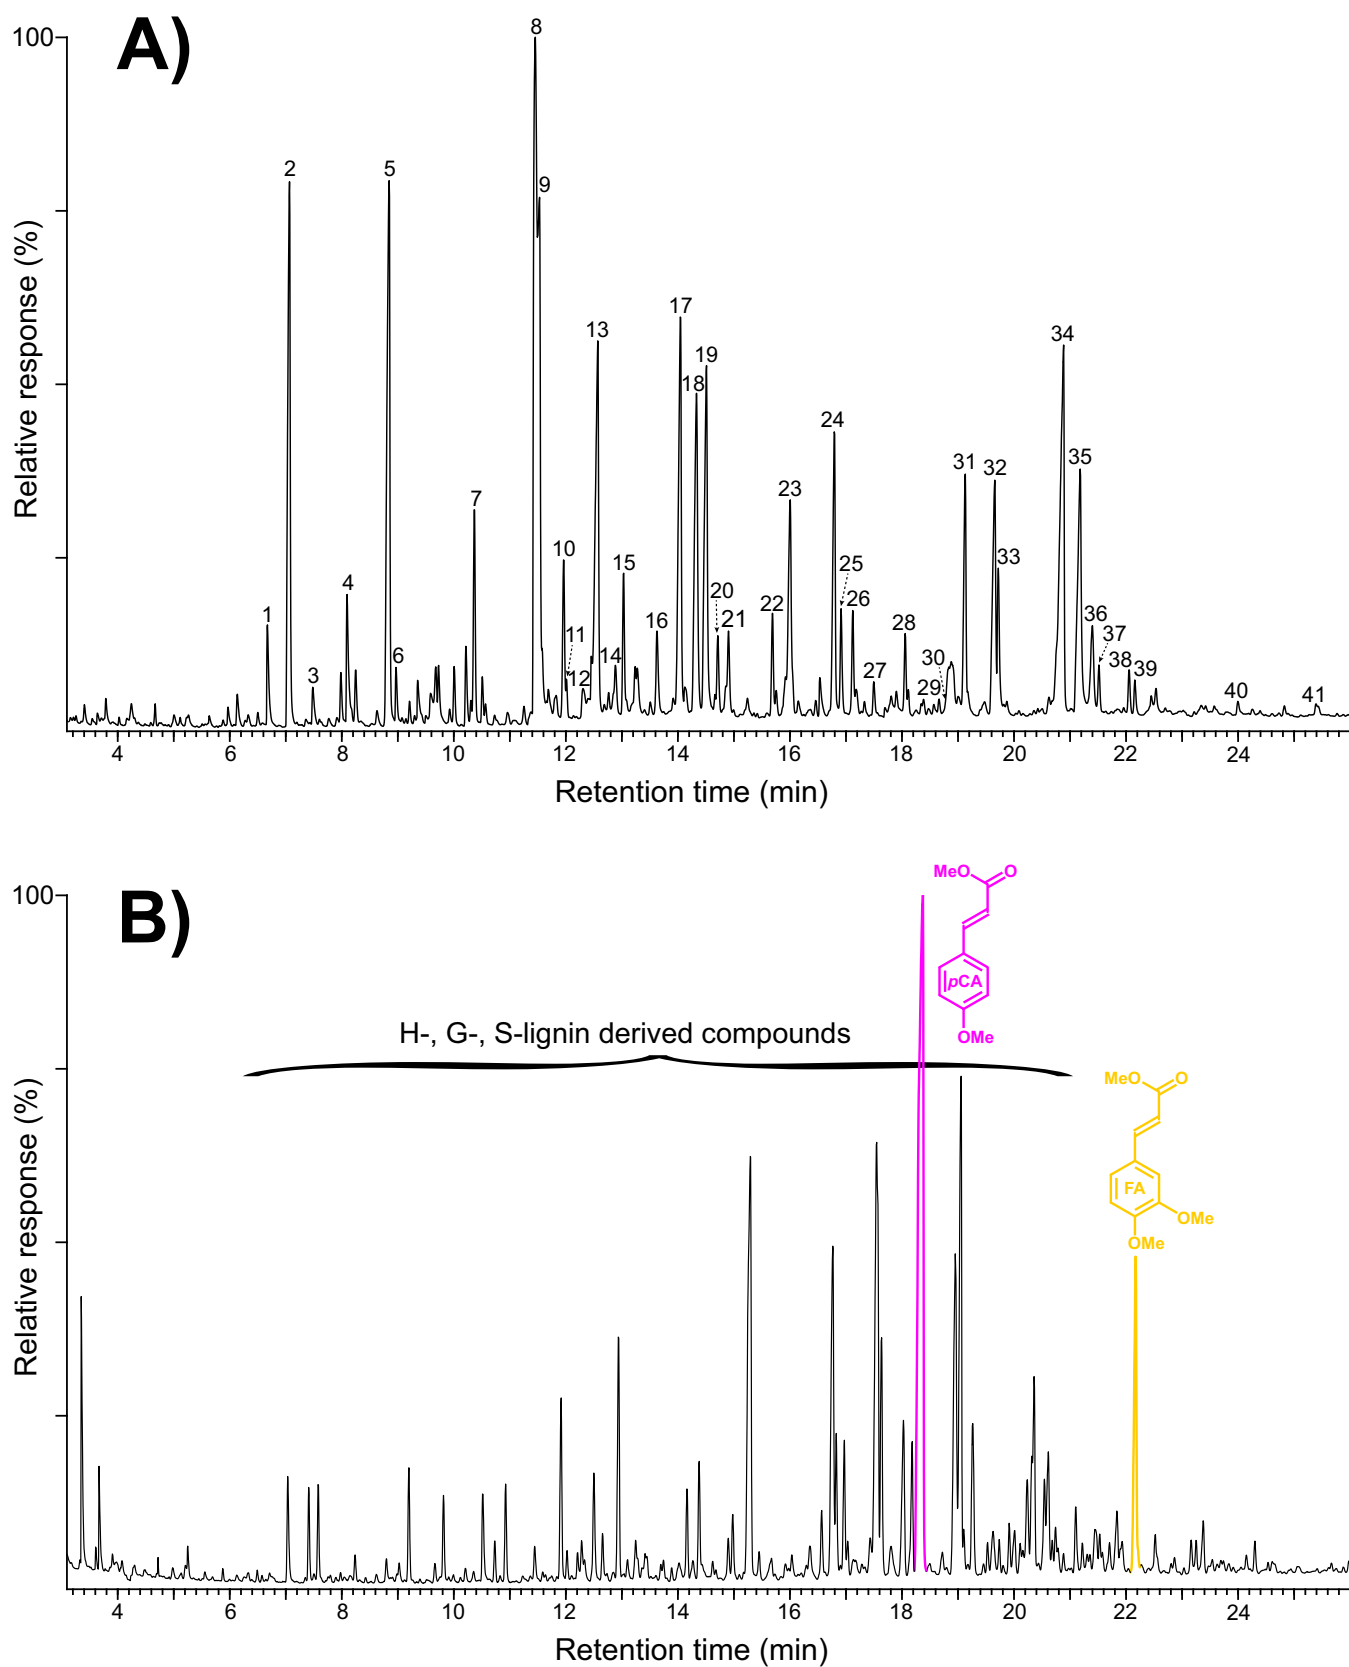 A)
100
Relative response (%)
1
2
3
4
5
6
7
8
9
10
11
12
13
14
15
16
17
18
19
20
21
22
23
24
25
26
27
28
29
30
31
32
33
34
35
36
37
38
39
40
41
4 6 8 10 12 14 16 18 20 22 24
Retention time (min)
B)
100
Relative response (%)
H-, G-, S-lignin derived compounds
MeO O
pCA
OMe
MeO O
FA
OMe
OMe
4 6 8 10 12 14 16 18 20 22 24
Retention time (min)